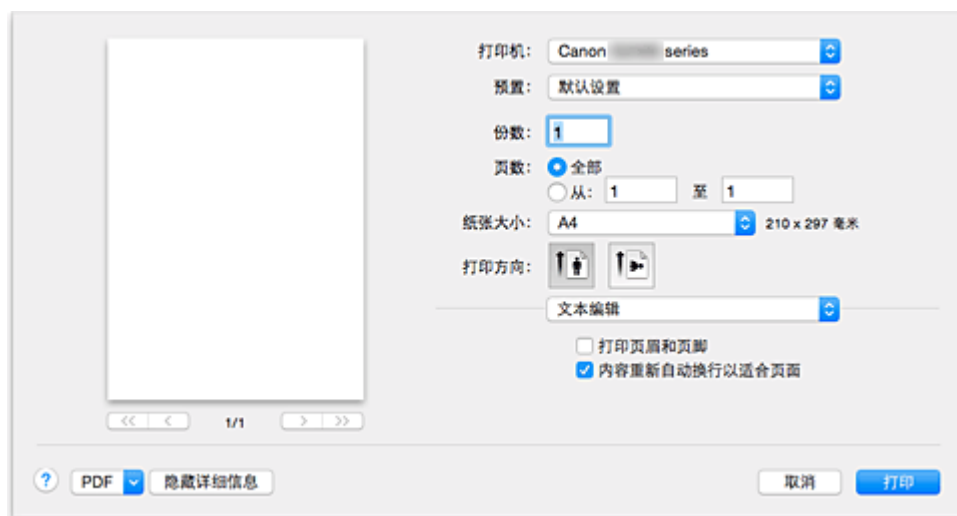 打印机: Canon series
预置: 默认设置
份数: 1
页数: 全部
从: 1 至 1
纸张大小: A4 210 x 297 毫米
打印方向:
文本编辑
打印页眉和页脚
内容重新自动换行以适合页面
<< < 1/1 > >>
? PDF 隐藏详细信息 取消 打印